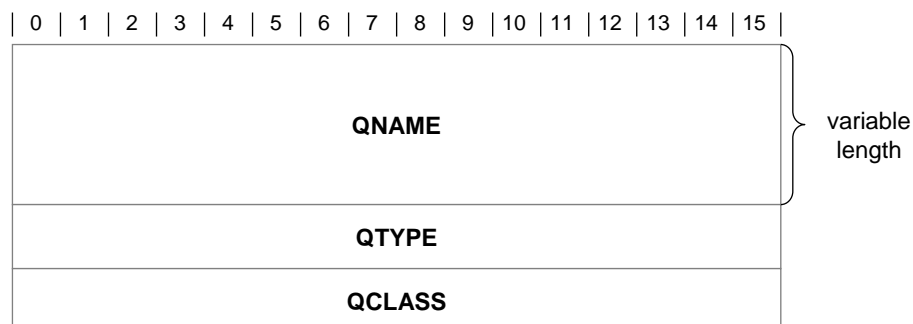 | 0 | 1 | 2 | 3 | 4 | 5 | 6 | 7 | 8 | 9 | 10 | 11 | 12 | 13 | 14 | 15 |
QNAME
variable
length
QTYPE
QCLASS